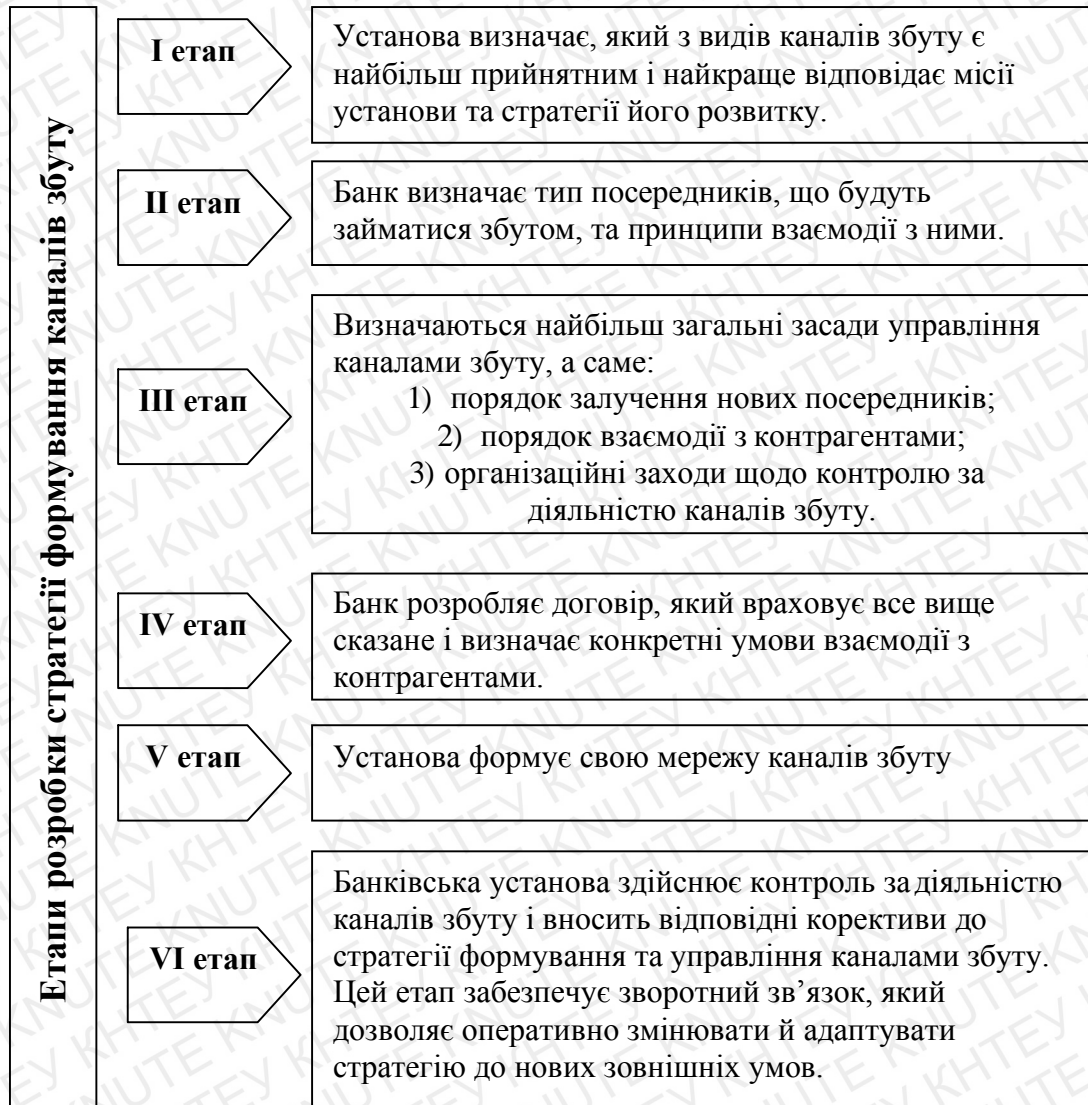 Етапи розробки стратегії формування каналів збуту
І етап
Установа визначає, який з видів каналів збуту є
найбільш прийнятним і найкраще відповідає місії
установи та стратегії його розвитку.
ІІ етап
Банк визначає тип посередників, що будуть
займатися збутом, та принципи взаємодії з ними.
ІІІ етап
Визначаються найбільш загальні засади управління
каналами збуту, а саме:
1) порядок залучення нових посередників;
2) порядок взаємодії з контрагентами;
3) організаційні заходи щодо контролю за
діяльністю каналів збуту.
IV етап
Банк розробляє договір, який враховує все вище
сказане і визначає конкретні умови взаємодії з
контрагентами.
V етап
Установа формує свою мережу каналів збуту
VI етап
Банківська установа здійснює контроль за діяльністю
каналів збуту і вносить відповідні корективи до
стратегії формування та управління каналами збуту.
Цей етап забезпечує зворотний зв’язок, який
дозволяє оперативно змінювати й адаптувати
стратегію до нових зовнішніх умов.